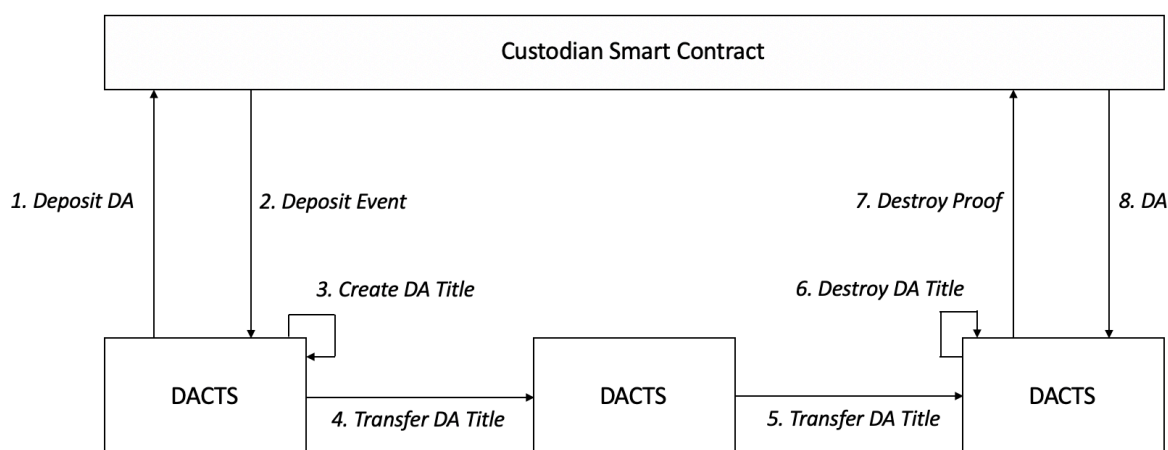 Custodian Smart Contract
1. Deposit DA
2. Deposit Event
7. Destroy Proof
8. DA
3. Create DA Title
6. Destroy DA Title
DACTS
DACTS
DACTS
4. Transfer DA Title
5. Transfer DA Title